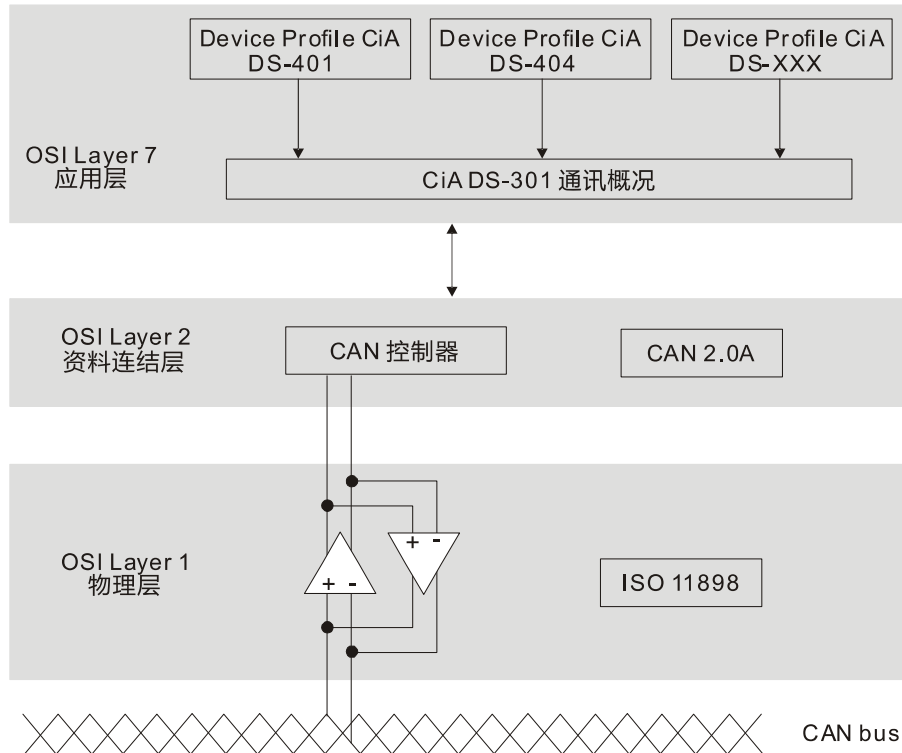 Device Profile CiA
DS-401
Device Profile CiA
DS-404
Device Profile CiA
DS-XXX
OSI Layer 7
应用层
CiA DS-301 通讯概况
OSI Layer 2
资料连结层
CAN 控制器
CAN 2.0A
OSI Layer 1
物理层
+ -
+ -
ISO 11898
CAN bus